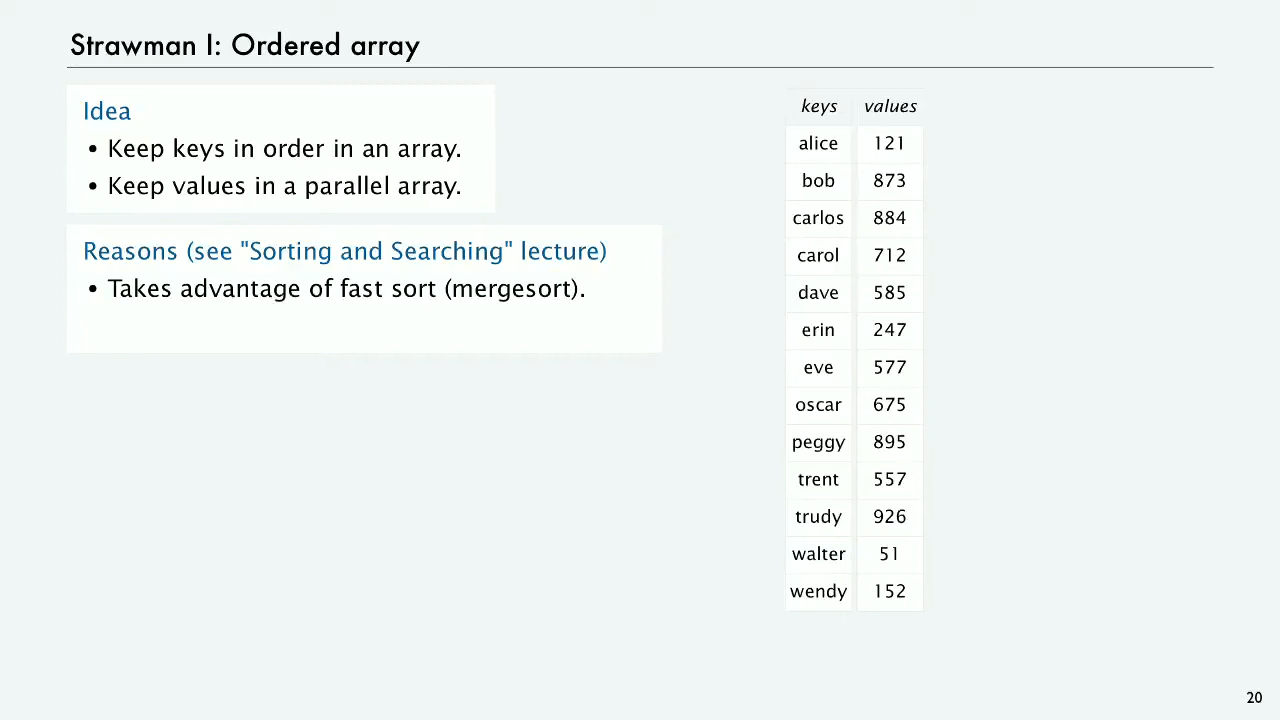 Strawman I: Ordered array
Idea
• Keep keys in order in an array.
• Keep values in a parallel array.
Reasons (see "Sorting and Searching" lecture)
• Takes advantage of fast sort (mergesort).
keys values
alice 121
bob 873
carlos 884
carol 712
dave 585
erin 247
eve 577
oscar 675
peggy 895
trent 557
trudy 926
walter 51
wendy 152
20